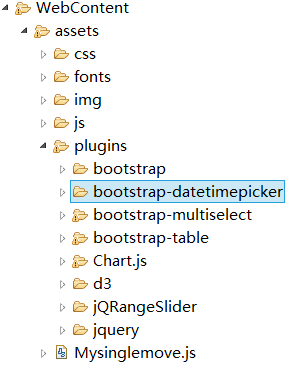 WebContent
assets
css
fonts
img
js
plugins
bootstrap
bootstrap-datetimepicker
bootstrap-multiselect
bootstrap-table
Chart.js
d3
jQRangeSlider
jquery
Mysinglemove.js